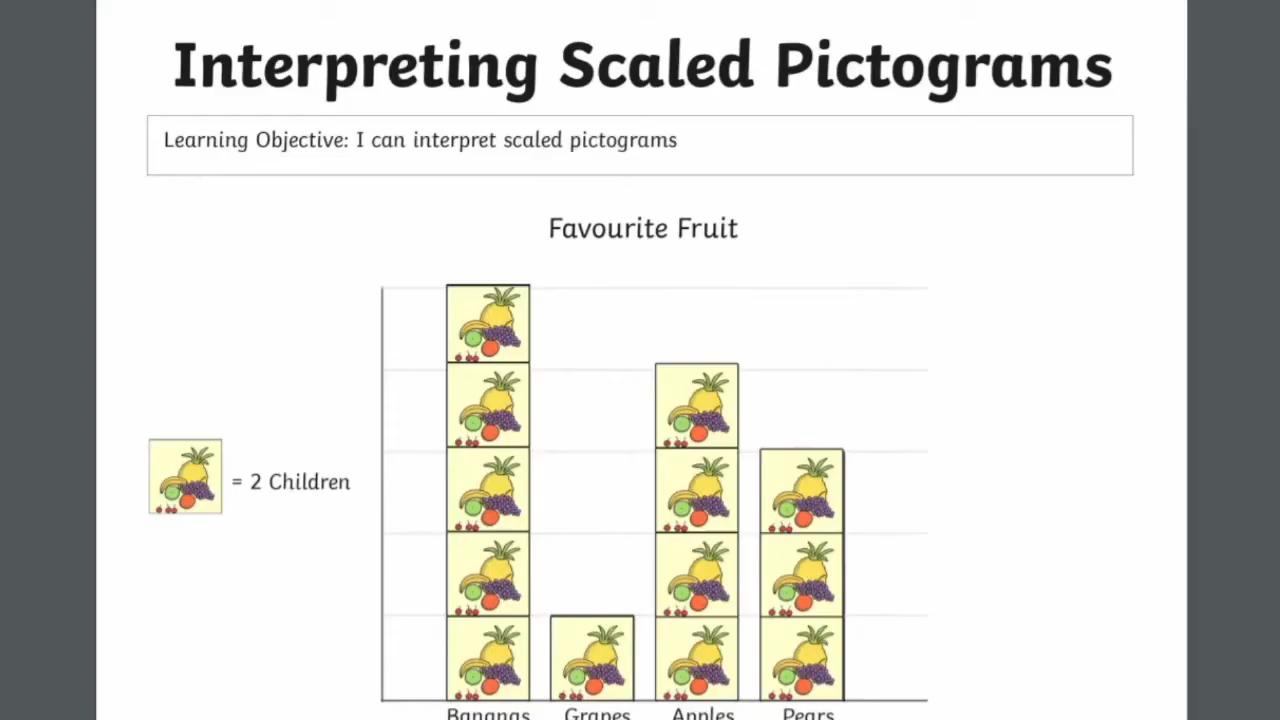 Interpreting Scaled Pictograms
Learning Objective: I can interpret scaled pictograms
Favourite Fruit
= 2 Children
Bananas Grapes Apples Pears